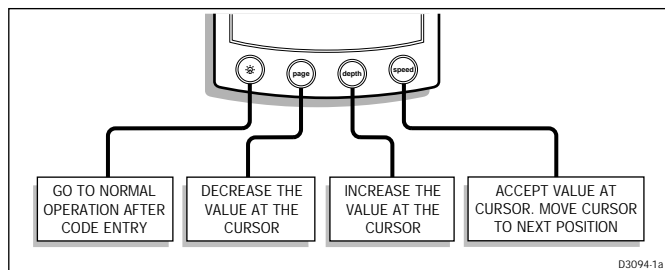 page
depth
speed
GO TO NORMAL
OPERATION AFTER
CODE ENTRY
DECREASE THE
VALUE AT THE
CURSOR
INCREASE THE
VALUE AT THE
CURSOR
ACCEPT VALUE AT
CURSOR. MOVE CURSOR
TO NEXT POSITION
D3094-1a